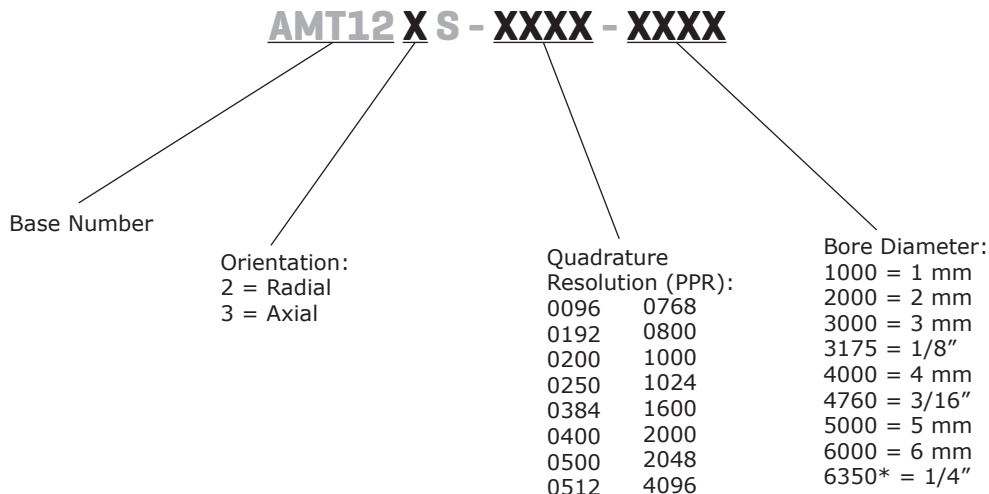 AMT12 X S - XXXX - XXXX
Base Number
Orientation:
2 = Radial
3 = Axial
Quadrature
Resolution (PPR):
0096 0768
0192 0800
0200 1000
0250 1024
0384 1600
0400 2000
0500 2048
0512 4096
Bore Diameter:
1000 = 1 mm
2000 = 2 mm
3000 = 3 mm
3175 = 1/8”
4000 = 4 mm
4760 = 3/16”
5000 = 5 mm
6000 = 6 mm
6350* = 1/4”